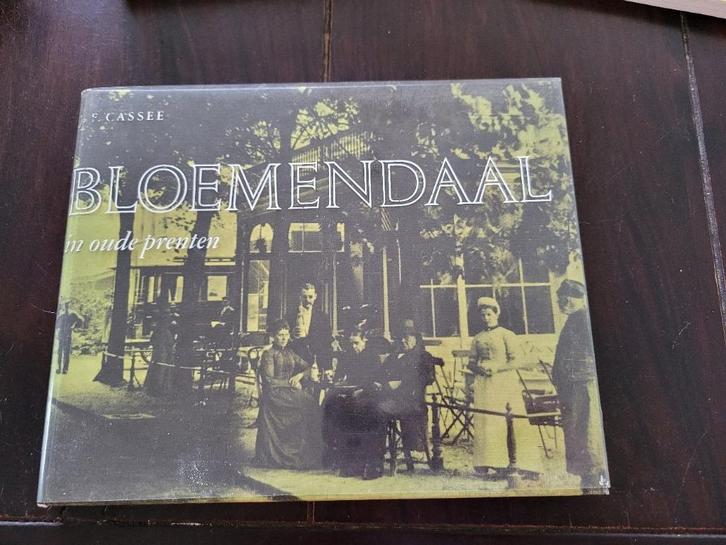 CASSEE
BLOEMENDAAL
in oude prenten